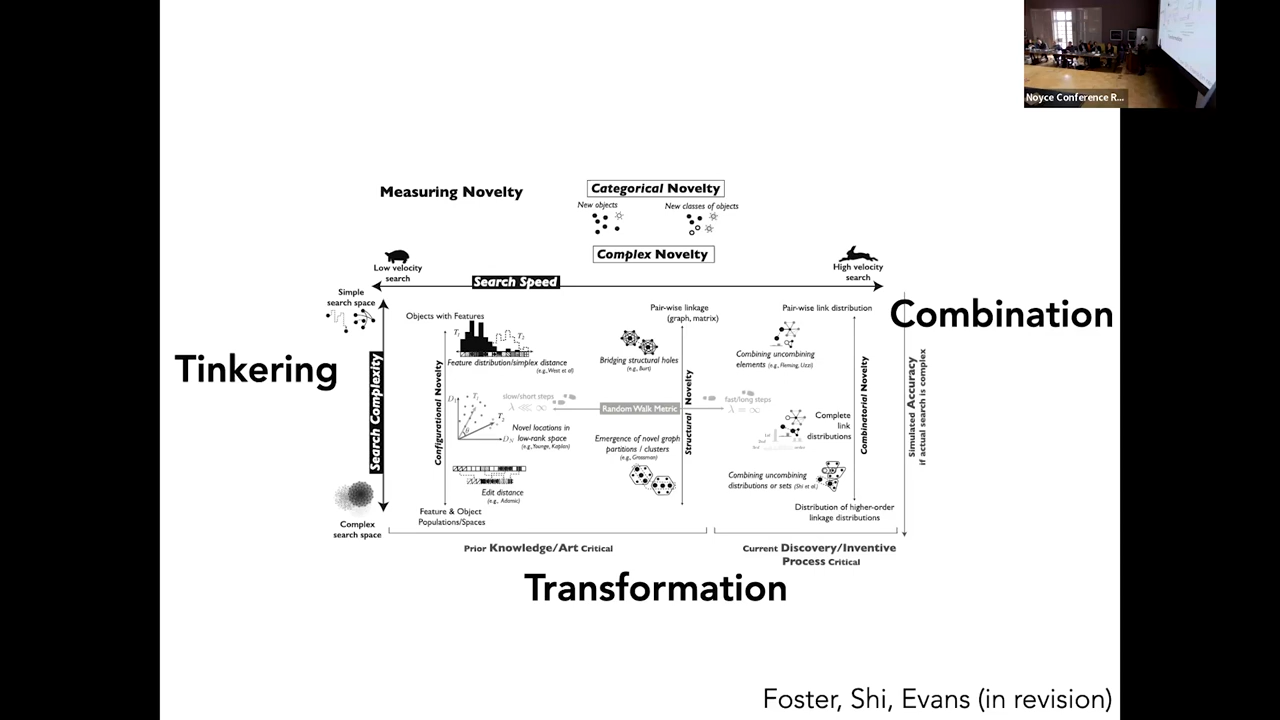 Noyce Conference R...
Measuring Novelty
Categorical Novelty
New objects
New classes of objects
Complex Novelty
Low velocity
search
High velocity
search
Search Speed
Simple
search space
Search Complexity
Complex
search space
Tinkering
Combination
Transformation
Objects with Features
T₁
T₂
Feature distribution/simplex distance
(e.g., West et al)
Configurational Novelty
slow/short steps
λ ≪ ∞
D₁
T₁
T₂
θ
D_N
Novel locations in
low-rank space
(e.g., Younge, Kaplan)
Edit distance
(e.g., Adamic)
Feature & Object
Populations/Spaces
Pair-wise linkage
(graph, matrix)
Bridging structural holes
(e.g., Burt)
Random Walk Metric
Structural Novelty
Emergence of novel graph
partitions / clusters
(e.g., Grossman)
fast/long steps
λ = ∞
Pair-wise link distribution
Combining uncombining
elements (e.g., Fleming, Uzzi)
Complete
link
distributions
Combinatorial Novelty
Combining uncombining
distributions or sets (Shi et al.)
Distribution of higher-order
linkage distributions
Simulated Accuracy
if actual search is complex
Prior Knowledge/Art Critical
Current Discovery/Inventive
Process Critical
Foster, Shi, Evans (in revision)